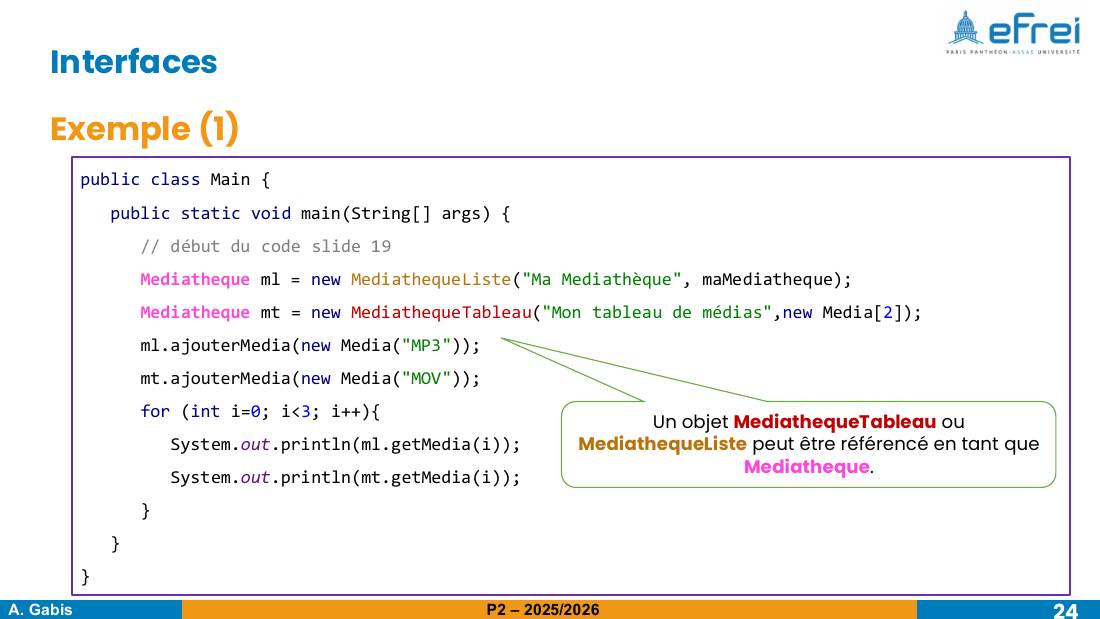 efrei
PARIS PANTHÉON-ASSAS UNIVERSITÉ
Interfaces
Exemple (1)
public class Main {
public static void main(String[] args) {
// début du code slide 19
Mediatheque ml = new MediathequeListe("Ma Mediathèque", maMediatheque);
Mediatheque mt = new MediathequeTableau("Mon tableau de médias",new Media[2]);
ml.ajouterMedia(new Media("MP3"));
mt.ajouterMedia(new Media("MOV"));
for (int i=0; i<3; i++){
System.out.println(ml.getMedia(i));
System.out.println(mt.getMedia(i));
}
}
}
Un objet MediathequeTableau ou
MediathequeListe peut être référencé en tant que
Mediatheque.
A. Gabis
P2 – 2025/2026
24